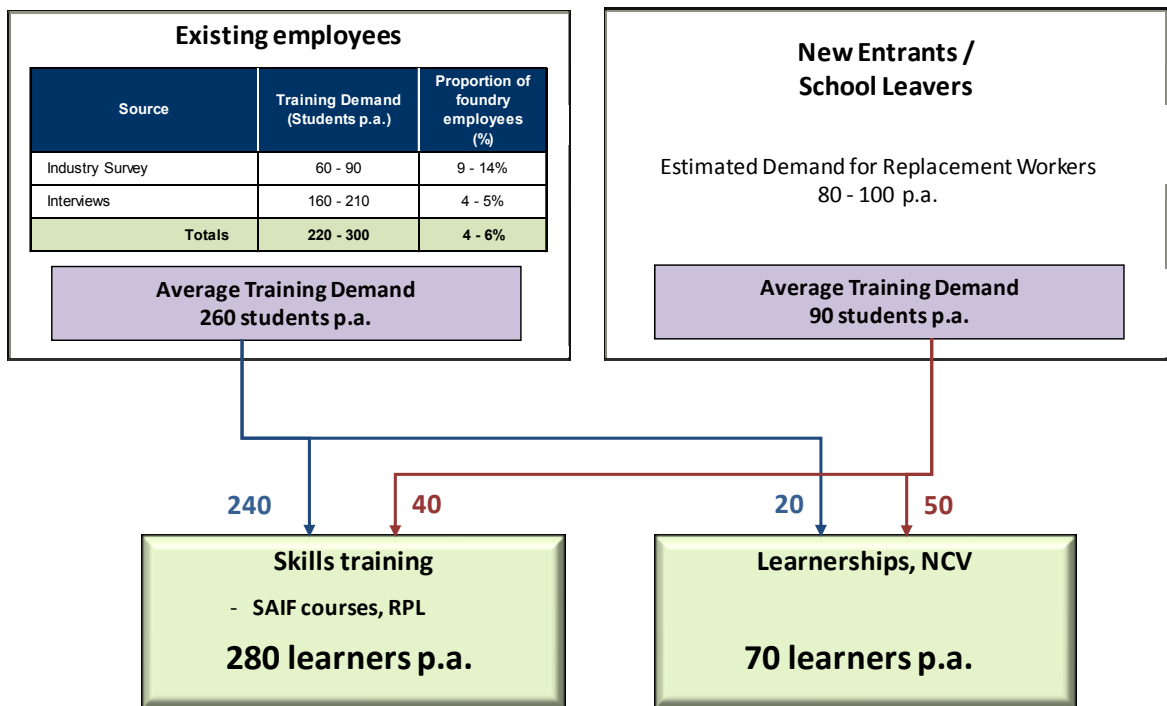 Existing employees
Source
Training Demand
(Students p.a.)
Proportion of
foundry
employees
(%)
Industry Survey
60 - 90
9 - 14%
Interviews
160 - 210
4 - 5%
Totals
220 - 300
4 - 6%
Average Training Demand
260 students p.a.
New Entrants /
School Leavers
Estimated Demand for Replacement Workers
80 - 100 p.a.
Average Training Demand
90 students p.a.
240
40
20
50
Skills training
- SAIF courses, RPL
280 learners p.a.
Learnerships, NCV
70 learners p.a.